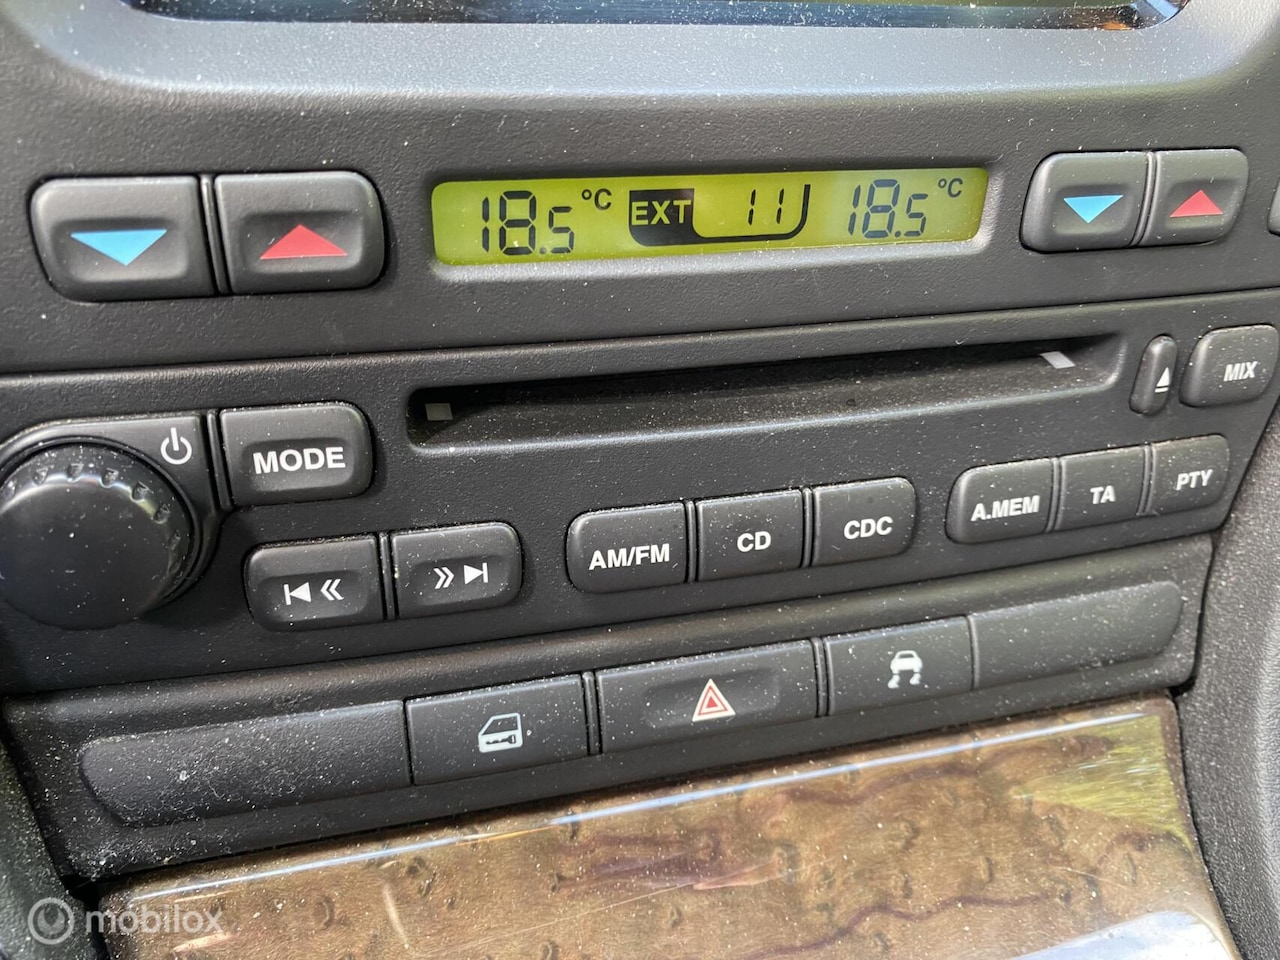 18.5 °C EXT 11 18.5 °C
MIX
MODE
A.MEM TA PTY
AM/FM CD CDC
mobilox